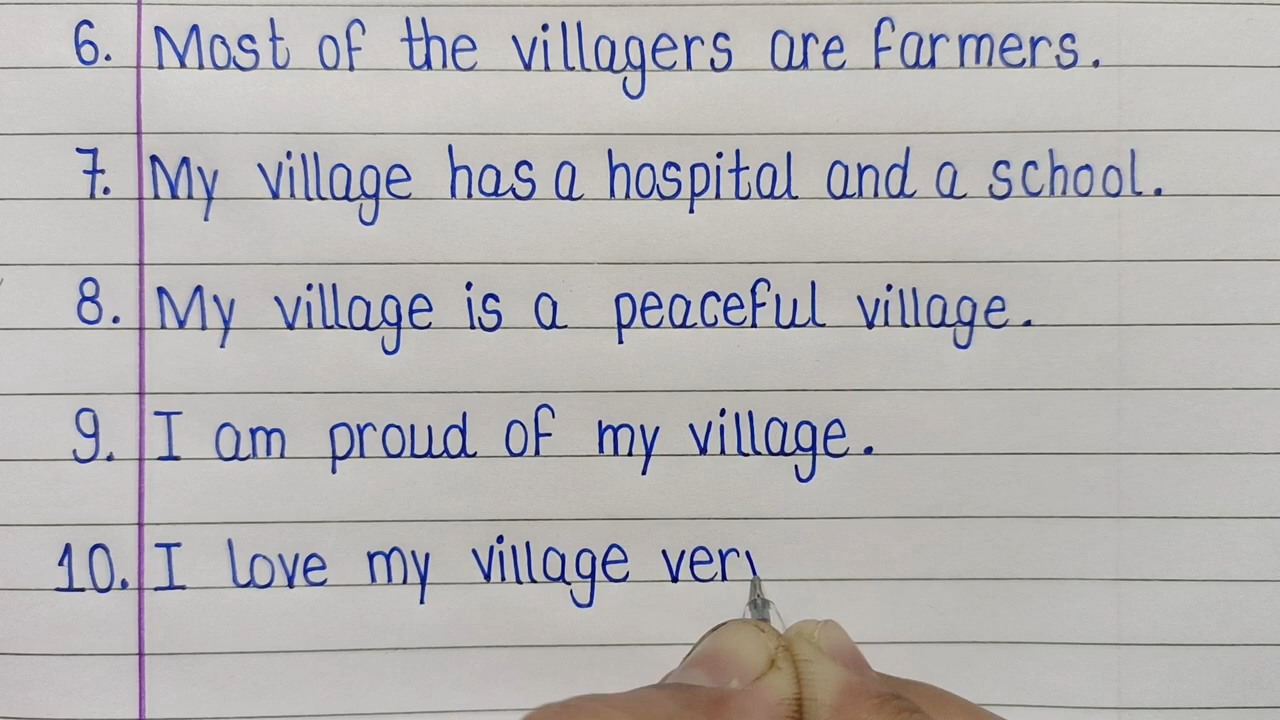 6. Most of the villagers are farmers.
7. My village has a hospital and a school.
8. My village is a peaceful village.
9. I am proud of my village.
10. I love my village ver